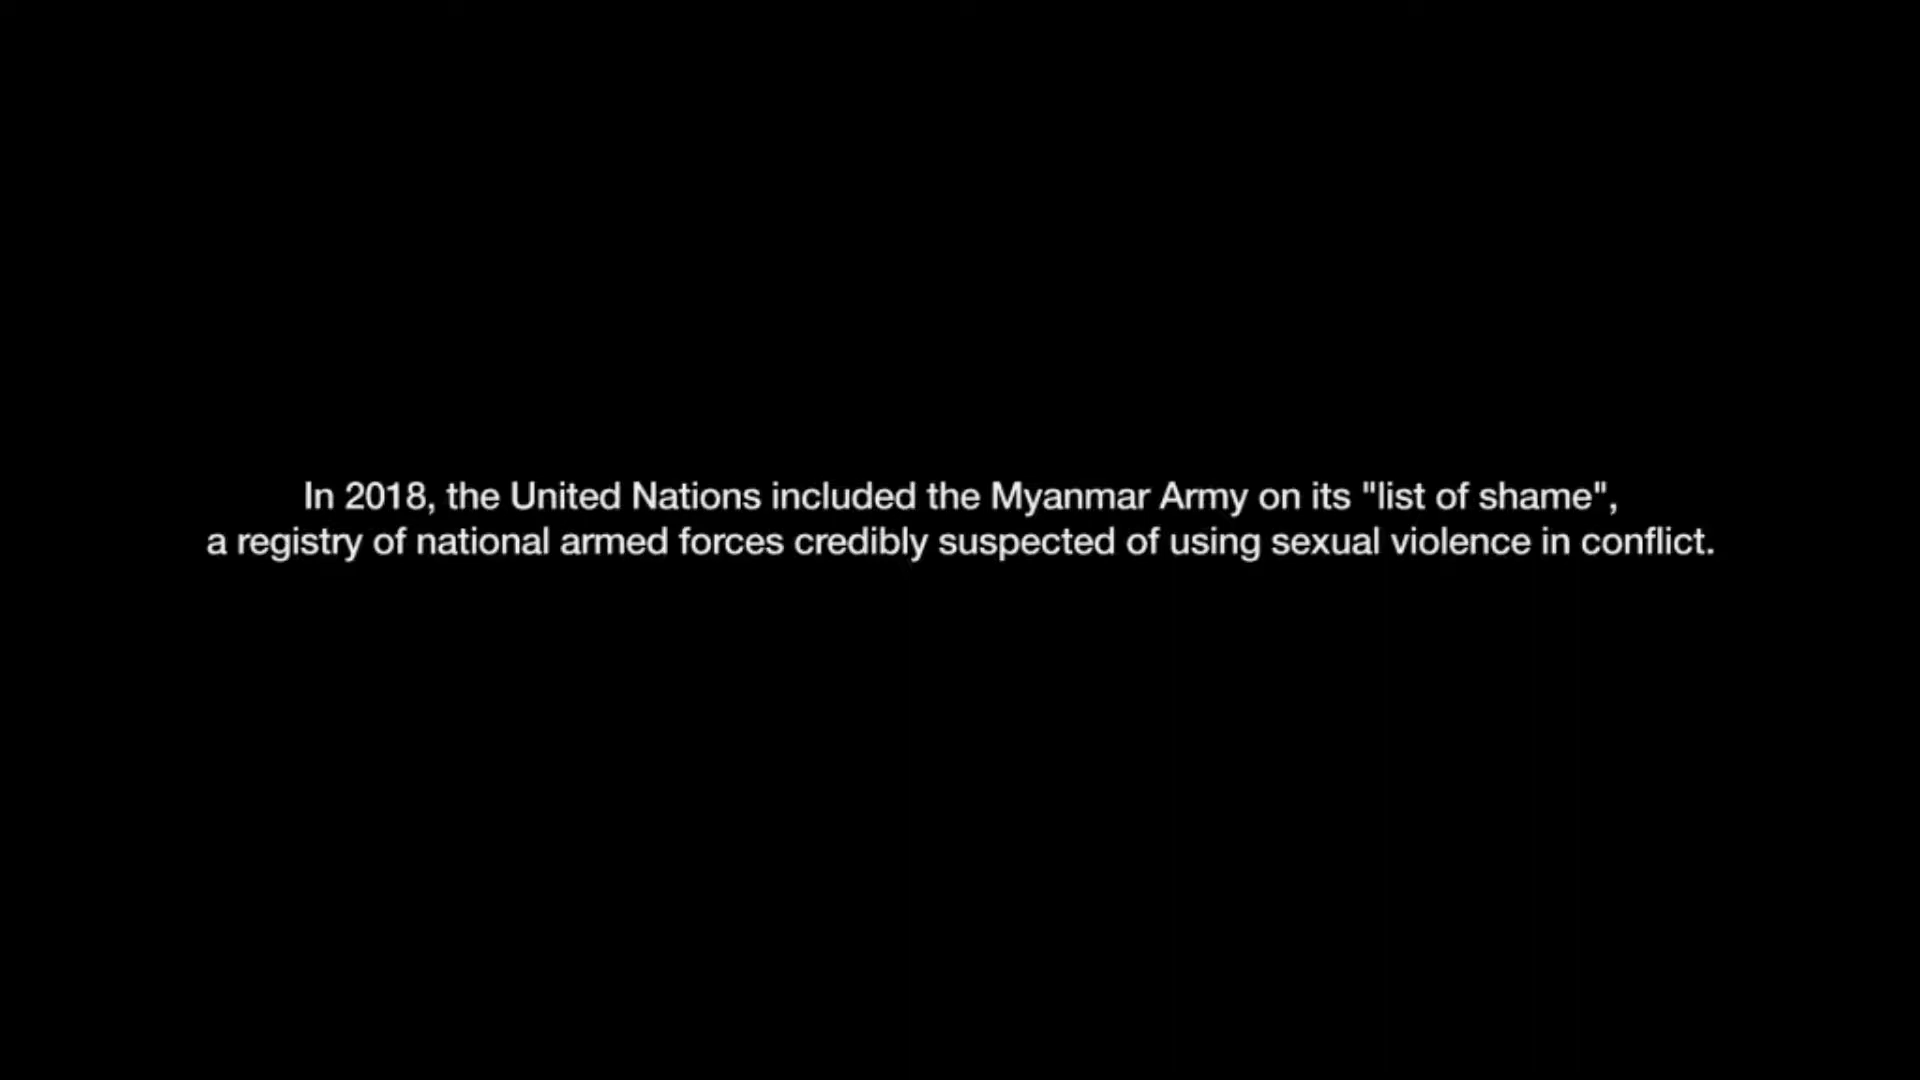 In 2018, the United Nations included the Myanmar Army on its "list of shame",
a registry of national armed forces credibly suspected of using sexual violence in conflict.